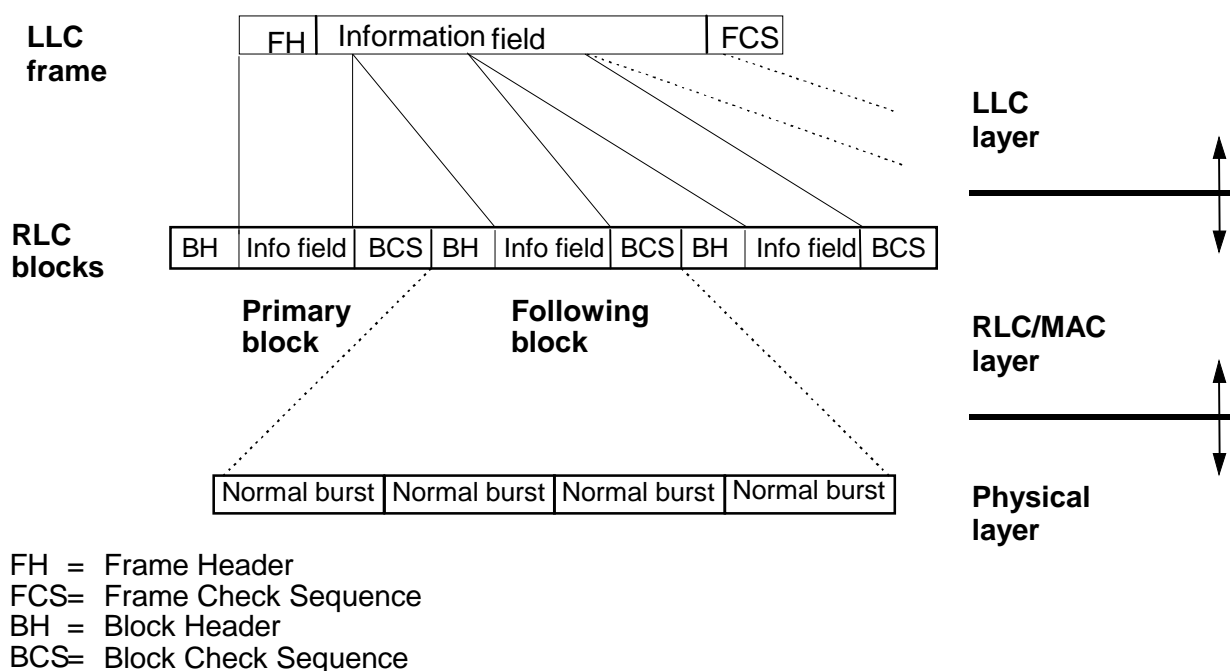 LLC
frame
FH Information field FCS
LLC
layer
RLC
blocks
BH Info field BCS BH Info field BCS BH Info field BCS
Primary
block
Following
block
RLC/MAC
layer
Normal burst Normal burst Normal burst Normal burst
Physical
layer
FH = Frame Header
FCS= Frame Check Sequence
BH = Block Header
BCS= Block Check Sequence